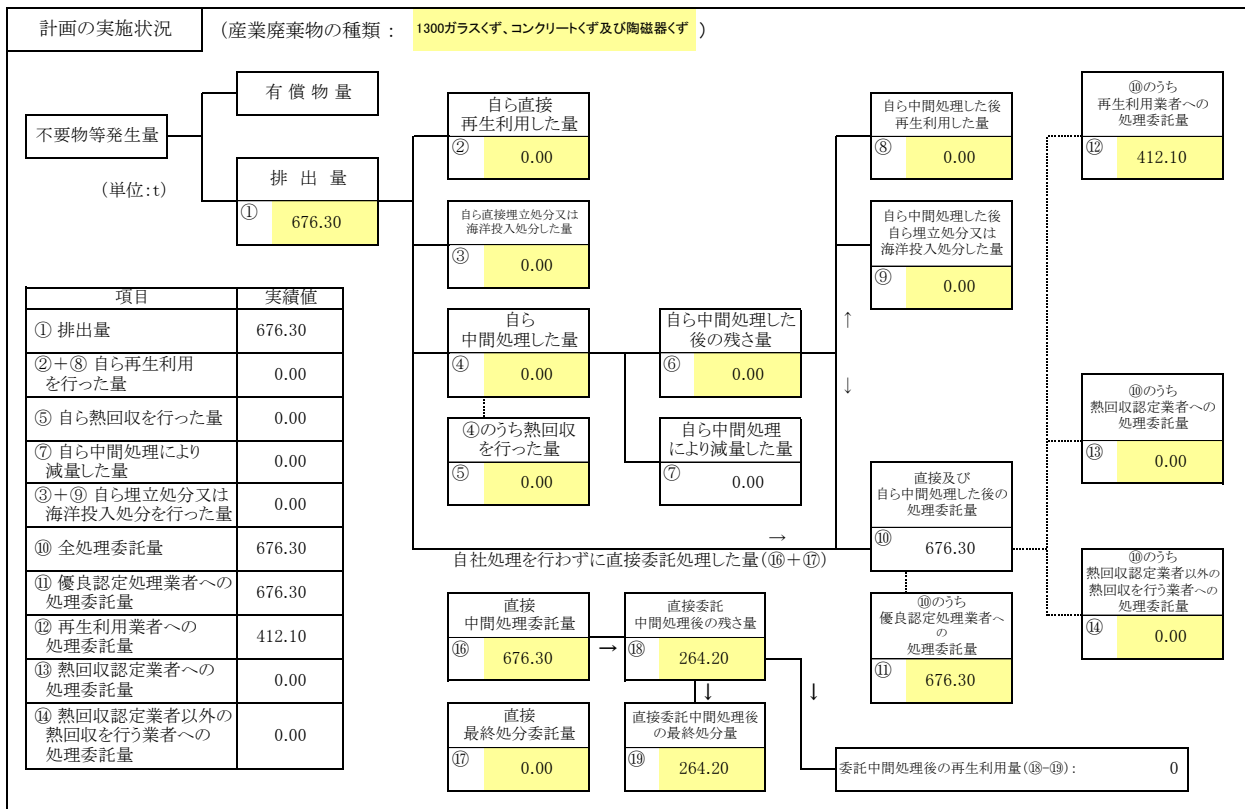 計画の実施状況
(産業廃棄物の種類： 1300ガラスくず、コンクリートくず及び陶磁器くず )
不要物等発生量
(単位:t)
有 償 物 量
排 出 量
① 676.30
自ら直接
再生利用した量
② 0.00
自ら直接埋立処分又は
海洋投入処分した量
③ 0.00
自ら
中間処理した量
④ 0.00
④のうち熱回収
を行った量
⑤ 0.00
自ら中間処理した
後の残さ量
⑥ 0.00
自ら中間処理
により減量した量
⑦ 0.00
自ら中間処理した後
再生利用した量
⑧ 0.00
自ら中間処理した後
自ら埋立処分又は
海洋投入処分した量
⑨ 0.00
↑
↓
直接及び
自ら中間処理した後の
処理委託量
⑩ 676.30
⑩のうち
優良認定処理業者へ
の
処理委託量
⑪ 676.30
⑩のうち
再生利用業者への
処理委託量
⑫ 412.10
⑩のうち
熱回収認定業者への
処理委託量
⑬ 0.00
⑩のうち
熱回収認定業者以外の
熱回収を行う業者への
処理委託量
⑭ 0.00
→
自社処理を行わずに直接委託処理した量(⑯+⑰)
直接
中間処理委託量
⑯ 676.30
→
直接委託
中間処理後の残さ量
⑱ 264.20
↓
↓
直接
最終処分委託量
⑰ 0.00
直接委託中間処理後
の最終処分量
⑲ 264.20
委託中間処理後の再生利用量(⑱-⑲)： 0
項目 実績値
① 排出量 676.30
②+⑧ 自ら再生利用
を行った量 0.00
⑤ 自ら熱回収を行った量 0.00
⑦ 自ら中間処理により
減量した量 0.00
③+⑨ 自ら埋立処分又は
海洋投入処分を行った量 0.00
⑩ 全処理委託量 676.30
⑪ 優良認定処理業者への
処理委託量 676.30
⑫ 再生利用業者への
処理委託量 412.10
⑬ 熱回収認定業者への
処理委託量 0.00
⑭ 熱回収認定業者以外の
熱回収を行う業者への
処理委託量 0.00